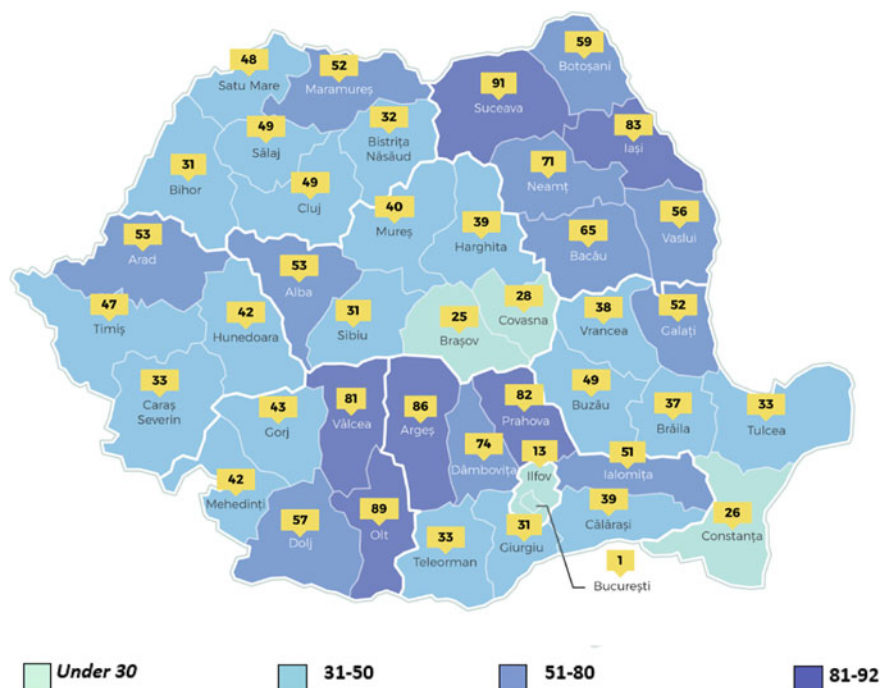 48
Satu Mare
52
Maramureș
59
Botoșani
91
Suceava
83
Iași
49
Sălaj
32
Bistrița
Năsăud
31
Bihor
49
Cluj
71
Neamț
40
Mureș
39
Harghita
65
Bacău
56
Vaslui
53
Arad
53
Alba
47
Timiș
42
Hunedoara
31
Sibiu
25
Brașov
28
Covasna
38
Vrancea
52
Galați
33
Caraș
Severin
43
Gorj
81
Vâlcea
86
Argeș
82
Prahova
49
Buzău
37
Brăila
33
Tulcea
74
Dâmbovița
13
Ilfov
51
Ialomița
42
Mehedinți
57
Dolj
89
Olt
33
Teleorman
31
Giurgiu
39
Călărași
26
Constanța
1
București
Under 30
31-50
51-80
81-92